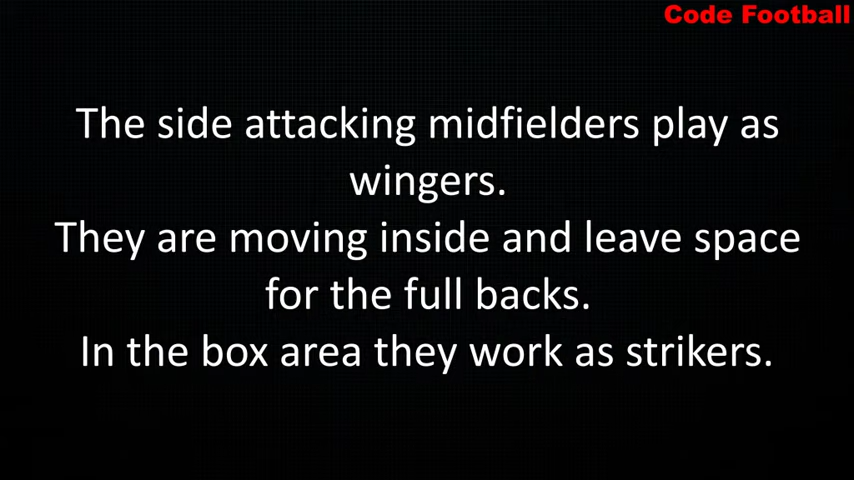 Code Football
The side attacking midfielders play as
wingers.
They are moving inside and leave space
for the full backs.
In the box area they work as strikers.